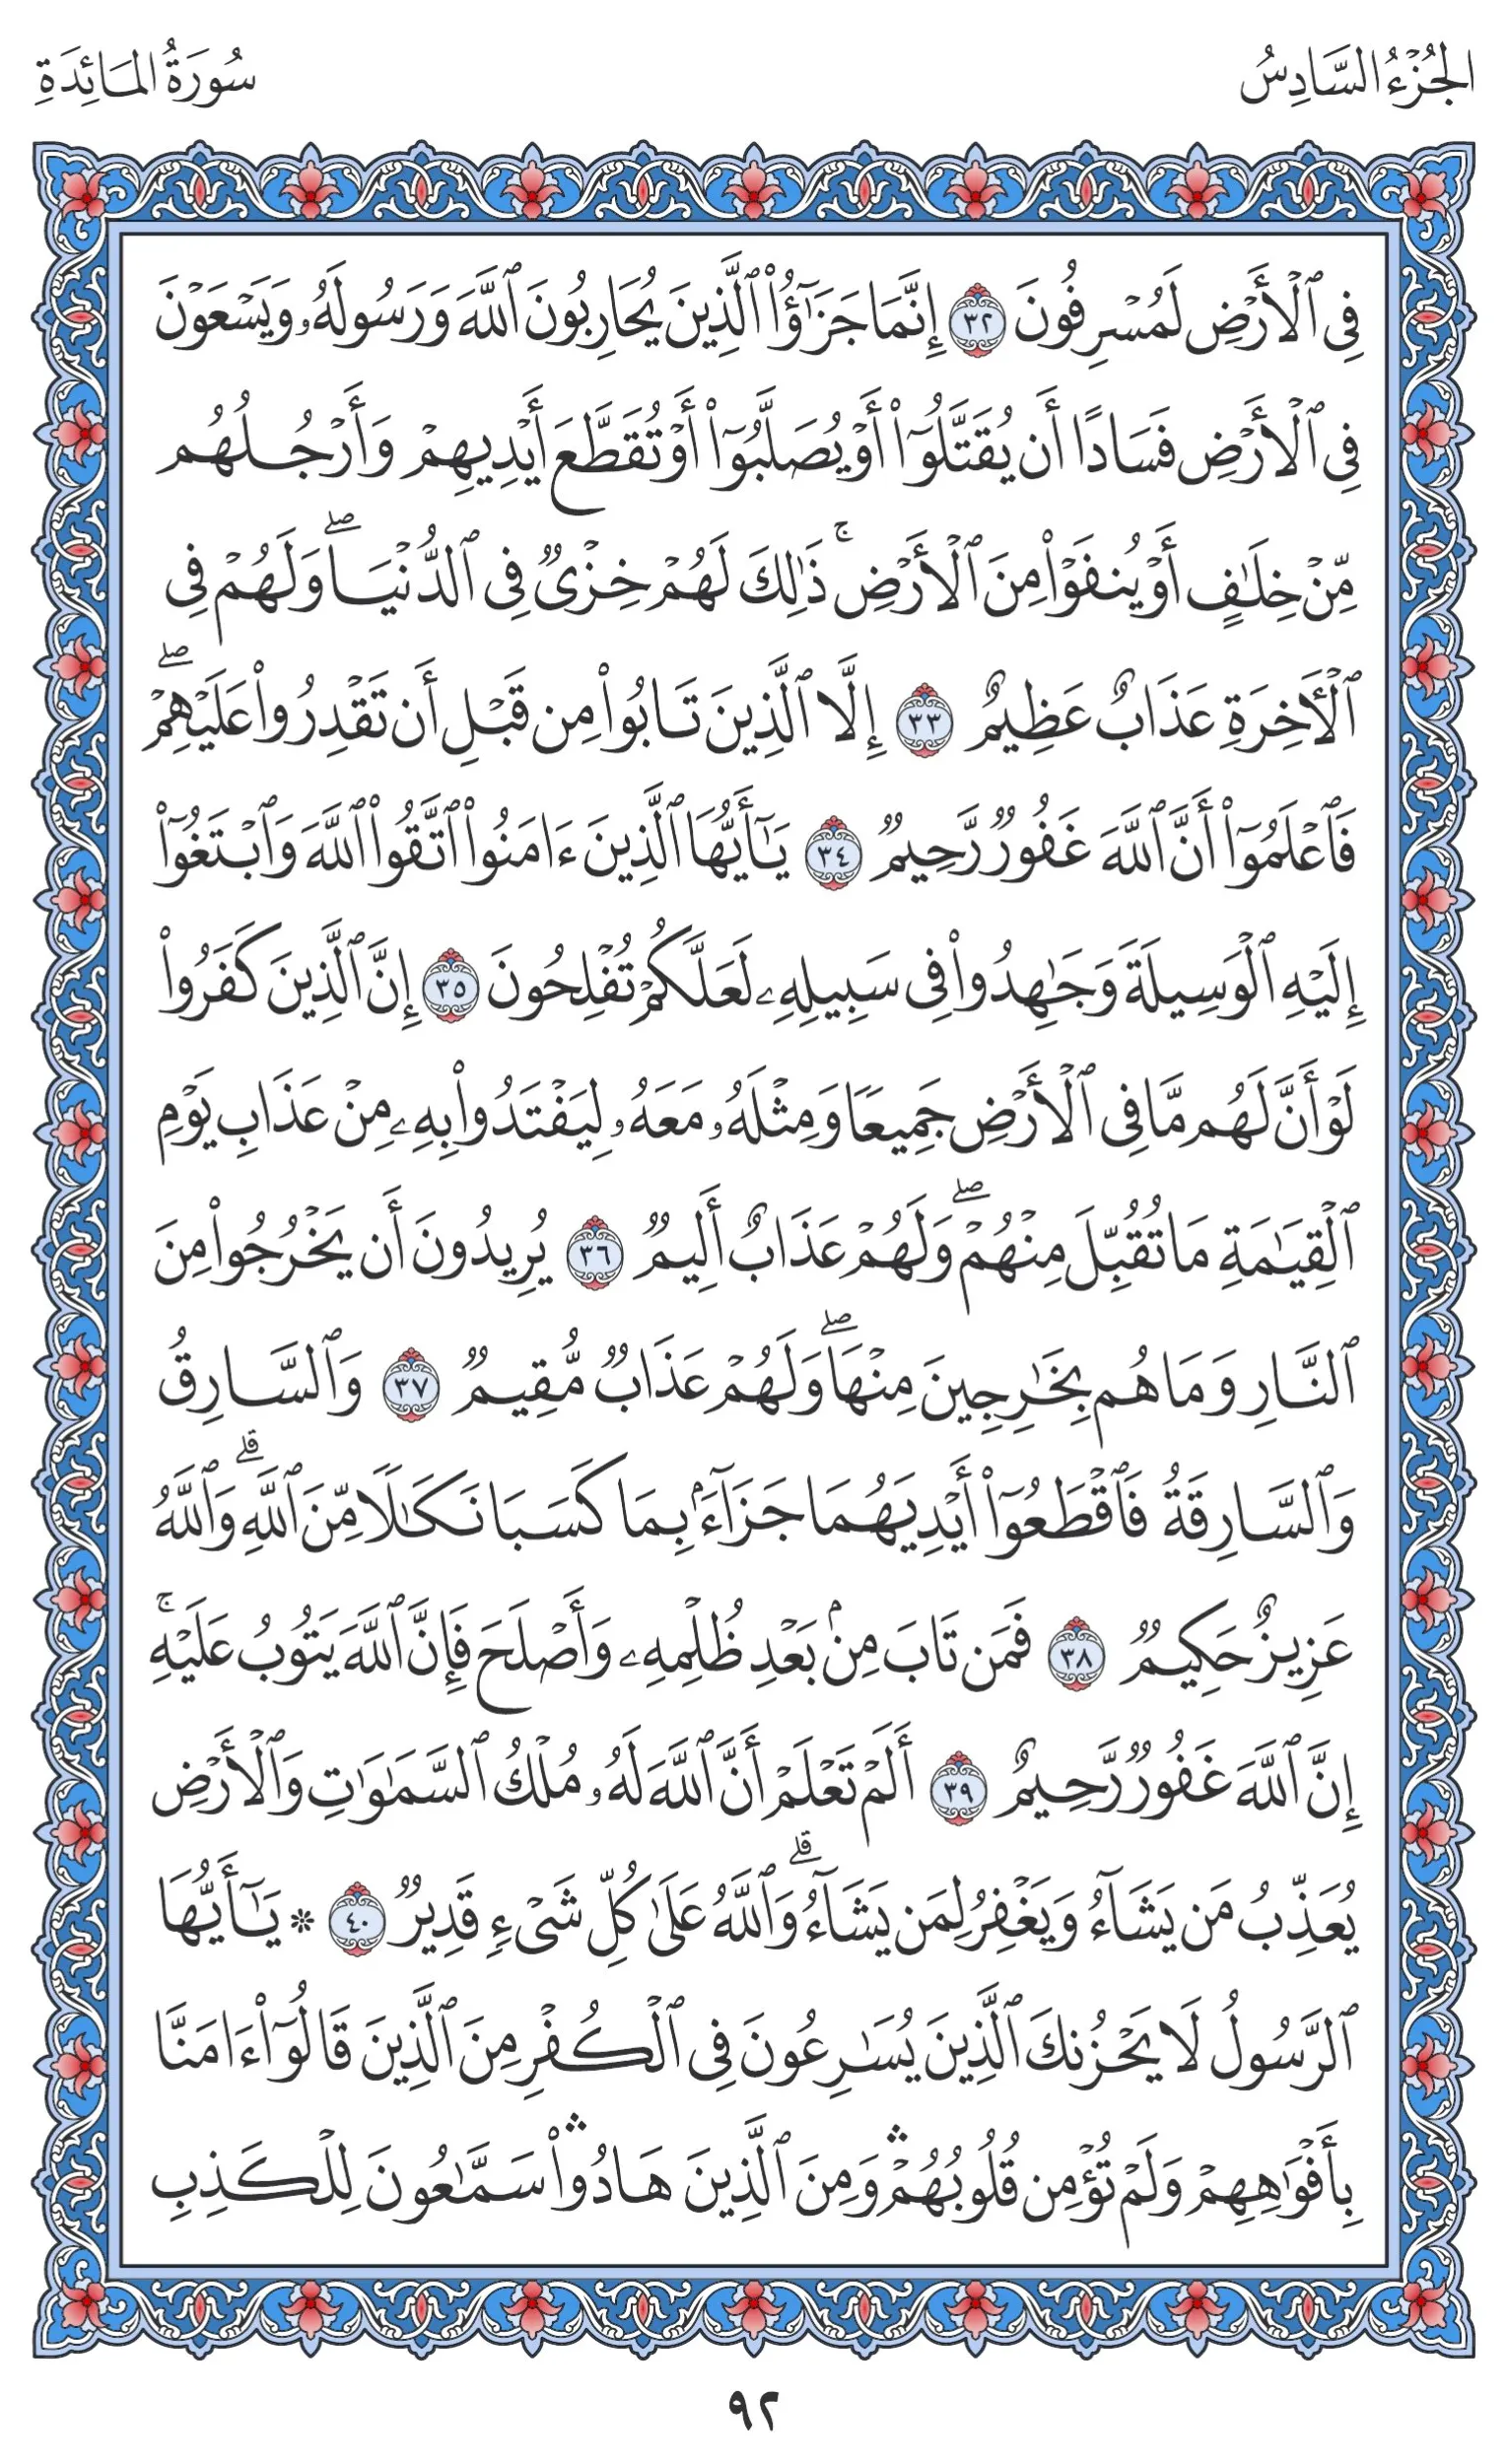 الجُزْءُ السَّادِسُ
سُورَةُ المَائِدَةِ
فِي ٱلْأَرْضِ لَمُسْرِفُونَ ٣٢ إِنَّمَا جَزَٰٓؤُا۟ ٱلَّذِينَ يُحَارِبُونَ ٱللَّهَ وَرَسُولَهُۥ وَيَسْعَوْنَ
فِي ٱلْأَرْضِ فَسَادًا أَن يُقَتَّلُوٓا۟ أَوْ يُصَلَّبُوٓا۟ أَوْ تُقَطَّعَ أَيْدِيهِمْ وَأَرْجُلُهُم
مِّنْ خِلَٰفٍ أَوْ يُنفَوْا۟ مِنَ ٱلْأَرْضِۚ ذَٰلِكَ لَهُمْ خِزْىٌ فِي ٱلدُّنْيَاۖ وَلَهُمْ فِي
ٱلْأَخِرَةِ عَذَابٌ عَظِيمٌ ٣٣ إِلَّا ٱلَّذِينَ تَابُوا۟ مِن قَبْلِ أَن تَقْدِرُوا۟ عَلَيْهِمْۖ
فَٱعْلَمُوٓا۟ أَنَّ ٱللَّهَ غَفُورٌ رَّحِيمٌ ٣٤ يَٰٓأَيُّهَا ٱلَّذِينَ ءَامَنُوا۟ ٱتَّقُوا۟ ٱللَّهَ وَٱبْتَغُوٓا۟
إِلَيْهِ ٱلْوَسِيلَةَ وَجَٰهِدُوا۟ فِي سَبِيلِهِۦ لَعَلَّكُمْ تُفْلِحُونَ ٣٥ إِنَّ ٱلَّذِينَ كَفَرُوا۟
لَوْ أَنَّ لَهُم مَّا فِي ٱلْأَرْضِ جَمِيعًا وَمِثْلَهُۥ مَعَهُۥ لِيَفْتَدُوا۟ بِهِۦ مِنْ عَذَابِ يَوْمِ
ٱلْقِيَٰمَةِ مَا تُقُبِّلَ مِنْهُمْۖ وَلَهُمْ عَذَابٌ أَلِيمٌ ٣٦ يُرِيدُونَ أَن يَخْرُجُوا۟ مِنَ
ٱلنَّارِ وَمَا هُم بِخَٰرِجِينَ مِنْهَاۖ وَلَهُمْ عَذَابٌ مُّقِيمٌ ٣٧ وَٱلسَّارِقُ
وَٱلسَّارِقَةُ فَٱقْطَعُوٓا۟ أَيْدِيَهُمَا جَزَآءَۢ بِمَا كَسَبَا نَكَٰلًا مِّنَ ٱللَّهِۗ وَٱللَّهُ
عَزِيزٌ حَكِيمٌ ٣٨ فَمَن تَابَ مِنۢ بَعْدِ ظُلْمِهِۦ وَأَصْلَحَ فَإِنَّ ٱللَّهَ يَتُوبُ عَلَيْهِۚ
إِنَّ ٱللَّهَ غَفُورٌ رَّحِيمٌ ٣٩ أَلَمْ تَعْلَمْ أَنَّ ٱللَّهَ لَهُۥ مُلْكُ ٱلسَّمَٰوَٰتِ وَٱلْأَرْضِ
يُعَذِّبُ مَن يَشَآءُ وَيَغْفِرُ لِمَن يَشَآءُۗ وَٱللَّهُ عَلَىٰ كُلِّ شَىْءٍ قَدِيرٌ ٤٠ * يَٰٓأَيُّهَا
ٱلرَّسُولُ لَا يَحْزُنكَ ٱلَّذِينَ يُسَٰرِعُونَ فِي ٱلْكُفْرِ مِنَ ٱلَّذِينَ قَالُوٓا۟ ءَامَنَّا
بِأَفْوَٰهِهِمْ وَلَمْ تُؤْمِن قُلُوبُهُمْۛ وَمِنَ ٱلَّذِينَ هَادُوا۟ۛ سَمَّٰعُونَ لِلْكَذِبِ
٩٢